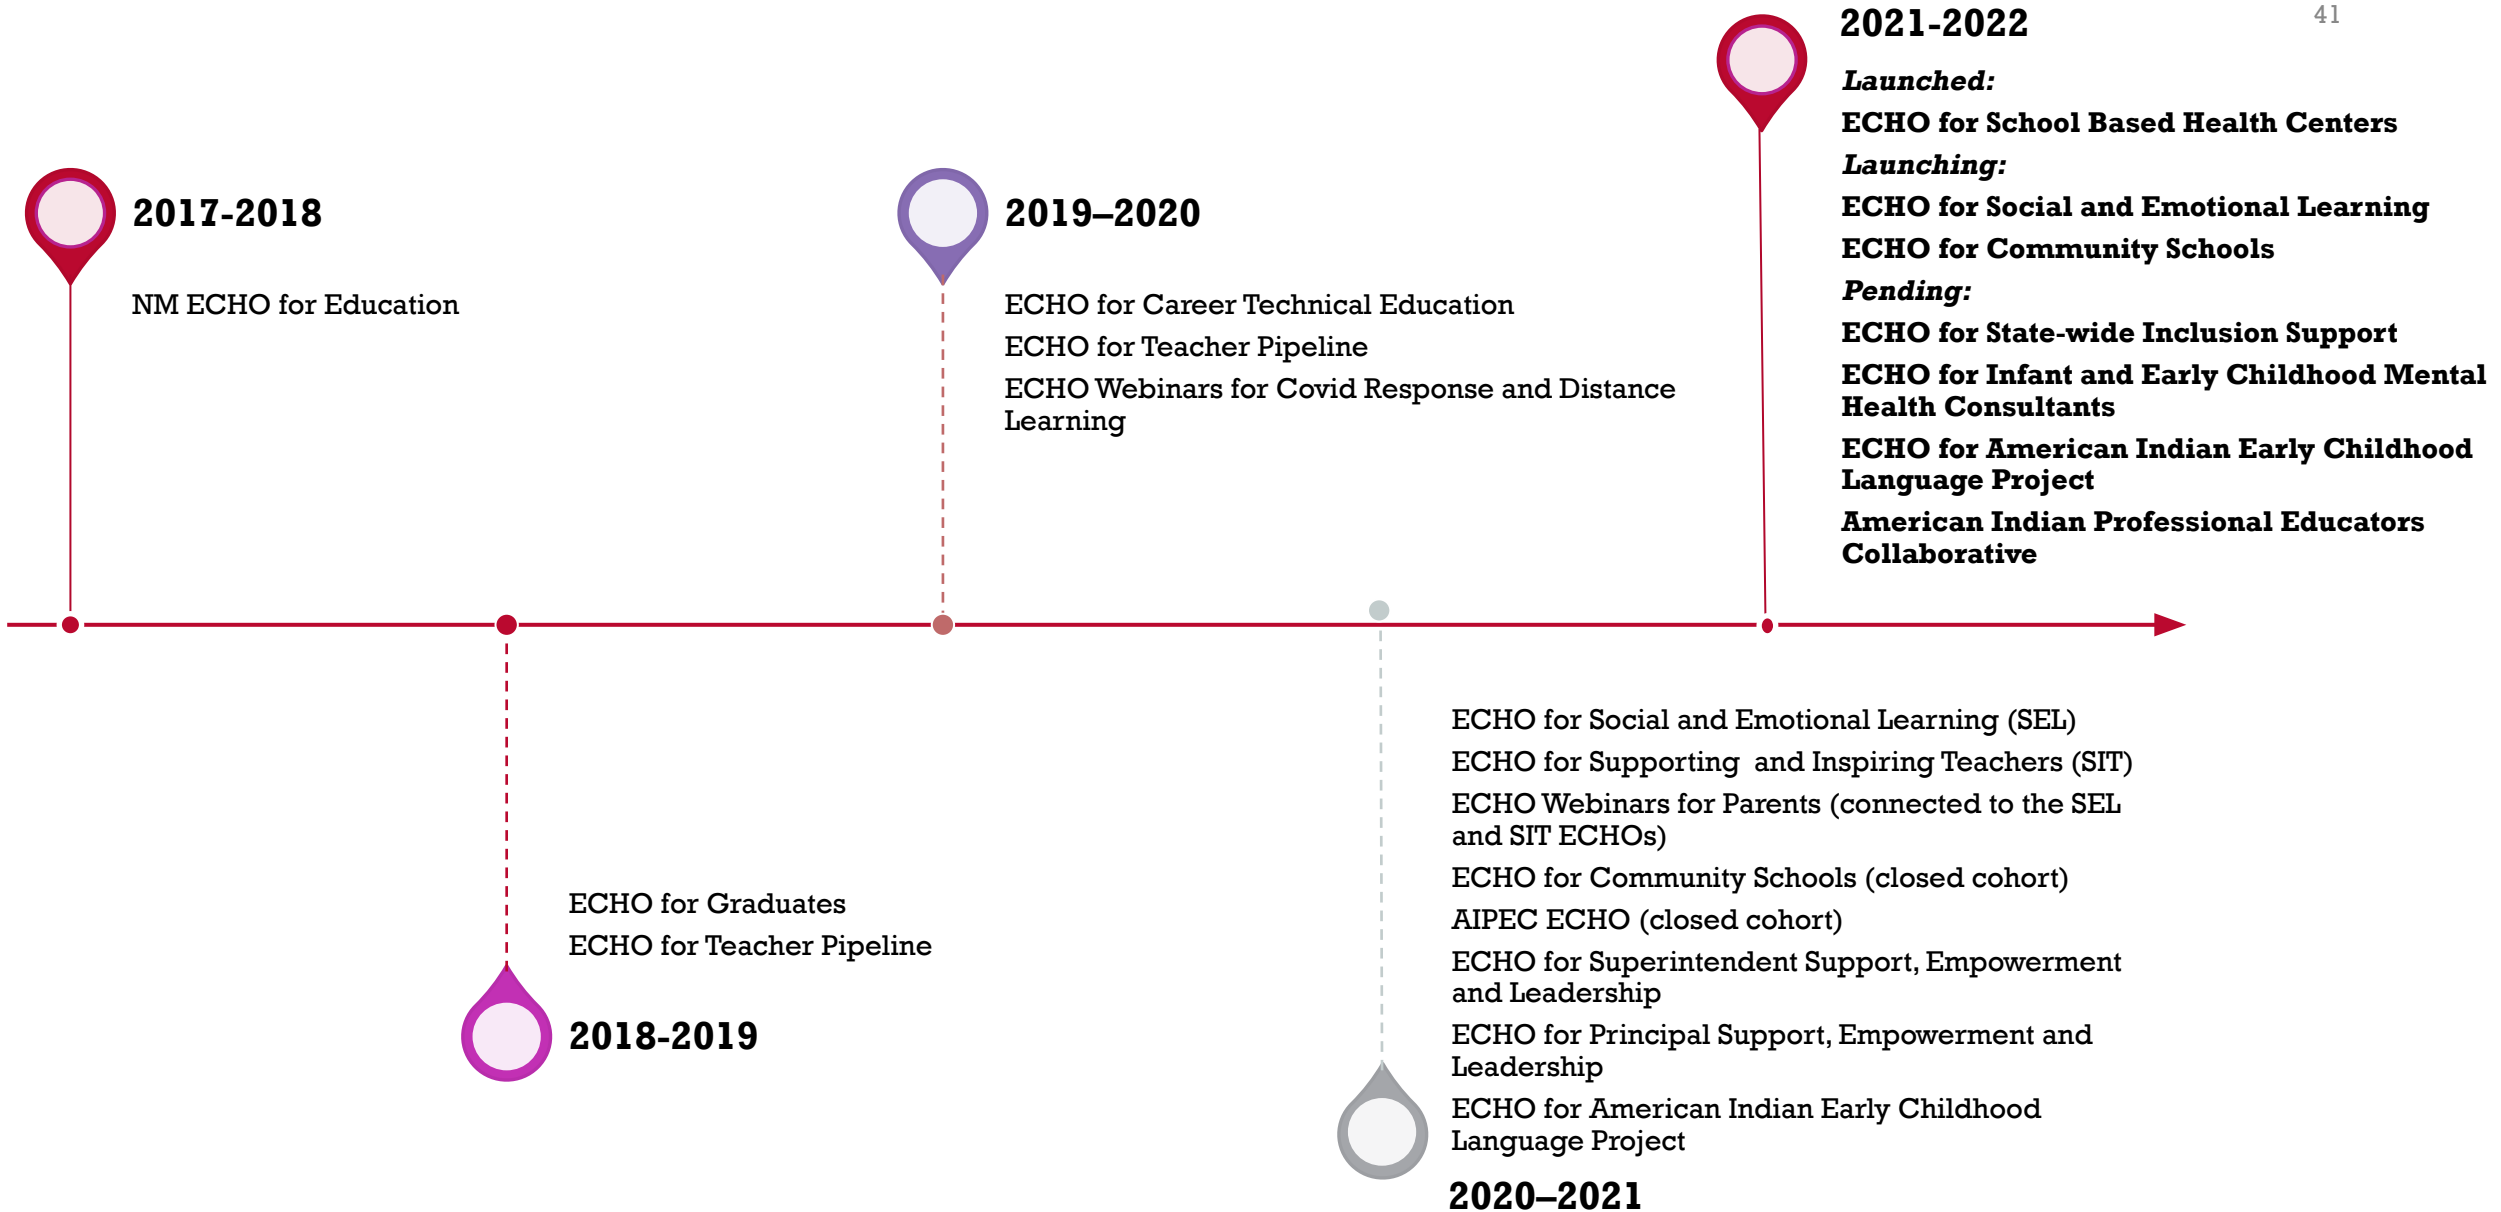 41
2017-2018
NM ECHO for Education
ECHO for Graduates
ECHO for Teacher Pipeline
2018-2019
2019–2020
ECHO for Career Technical Education
ECHO for Teacher Pipeline
ECHO Webinars for Covid Response and Distance
Learning
ECHO for Social and Emotional Learning (SEL)
ECHO for Supporting  and Inspiring Teachers (SIT)
ECHO Webinars for Parents (connected to the SEL
and SIT ECHOs)
ECHO for Community Schools (closed cohort)
AIPEC ECHO (closed cohort)
ECHO for Superintendent Support, Empowerment
and Leadership
ECHO for Principal Support, Empowerment and
Leadership
ECHO for American Indian Early Childhood
Language Project
2020–2021
2021-2022
Launched:
ECHO for School Based Health Centers
Launching:
ECHO for Social and Emotional Learning
ECHO for Community Schools
Pending:
ECHO for State-wide Inclusion Support
ECHO for Infant and Early Childhood Mental
Health Consultants
ECHO for American Indian Early Childhood
Language Project
American Indian Professional Educators
Collaborative